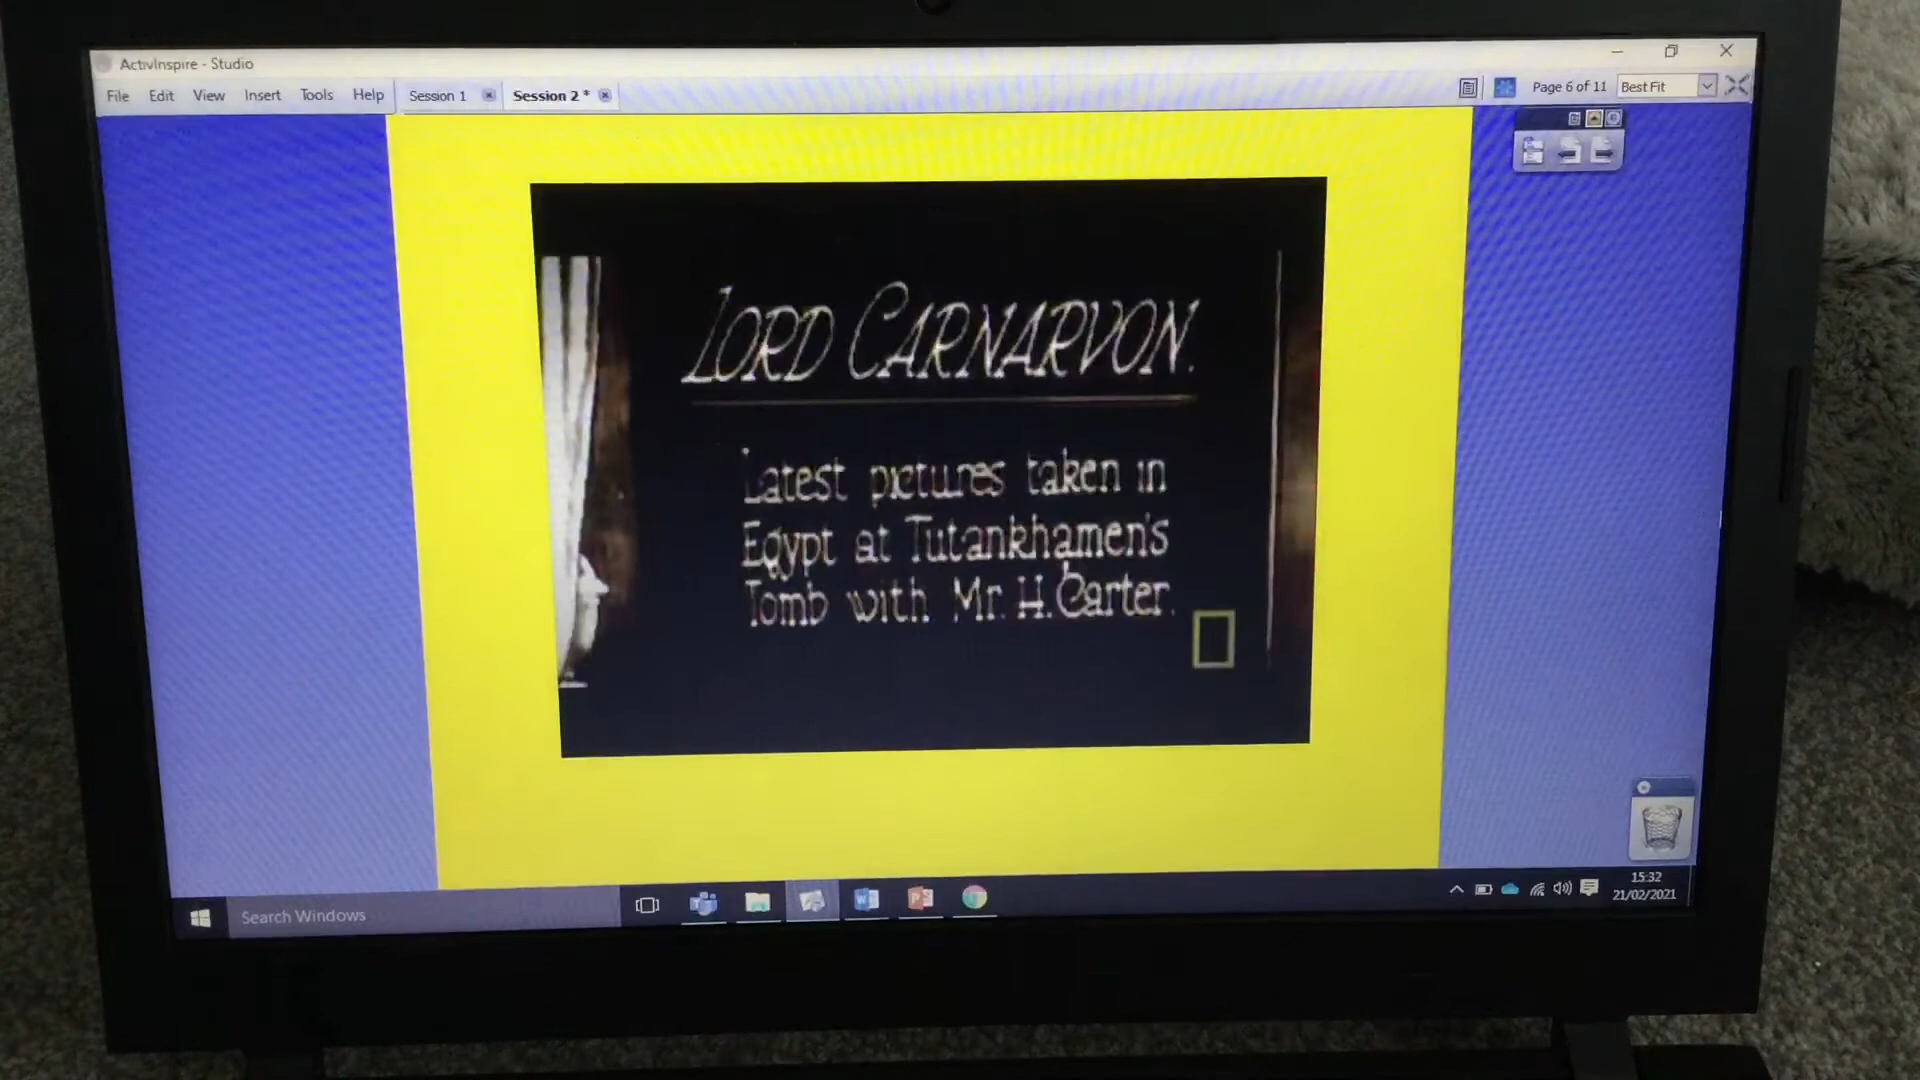 ActivInspire - Studio
File Edit View Insert Tools Help Session 1 Session 2 * Page 6 of 11 Best Fit
LORD CARNARVON.
Latest pictures taken in
Egypt at Tutankhamen's
Tomb with Mr. H. Carter.
Search Windows
15:32
21/02/2021